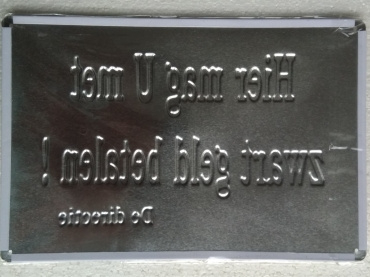 Hier mag U met
zwart geld betalen !
De directie